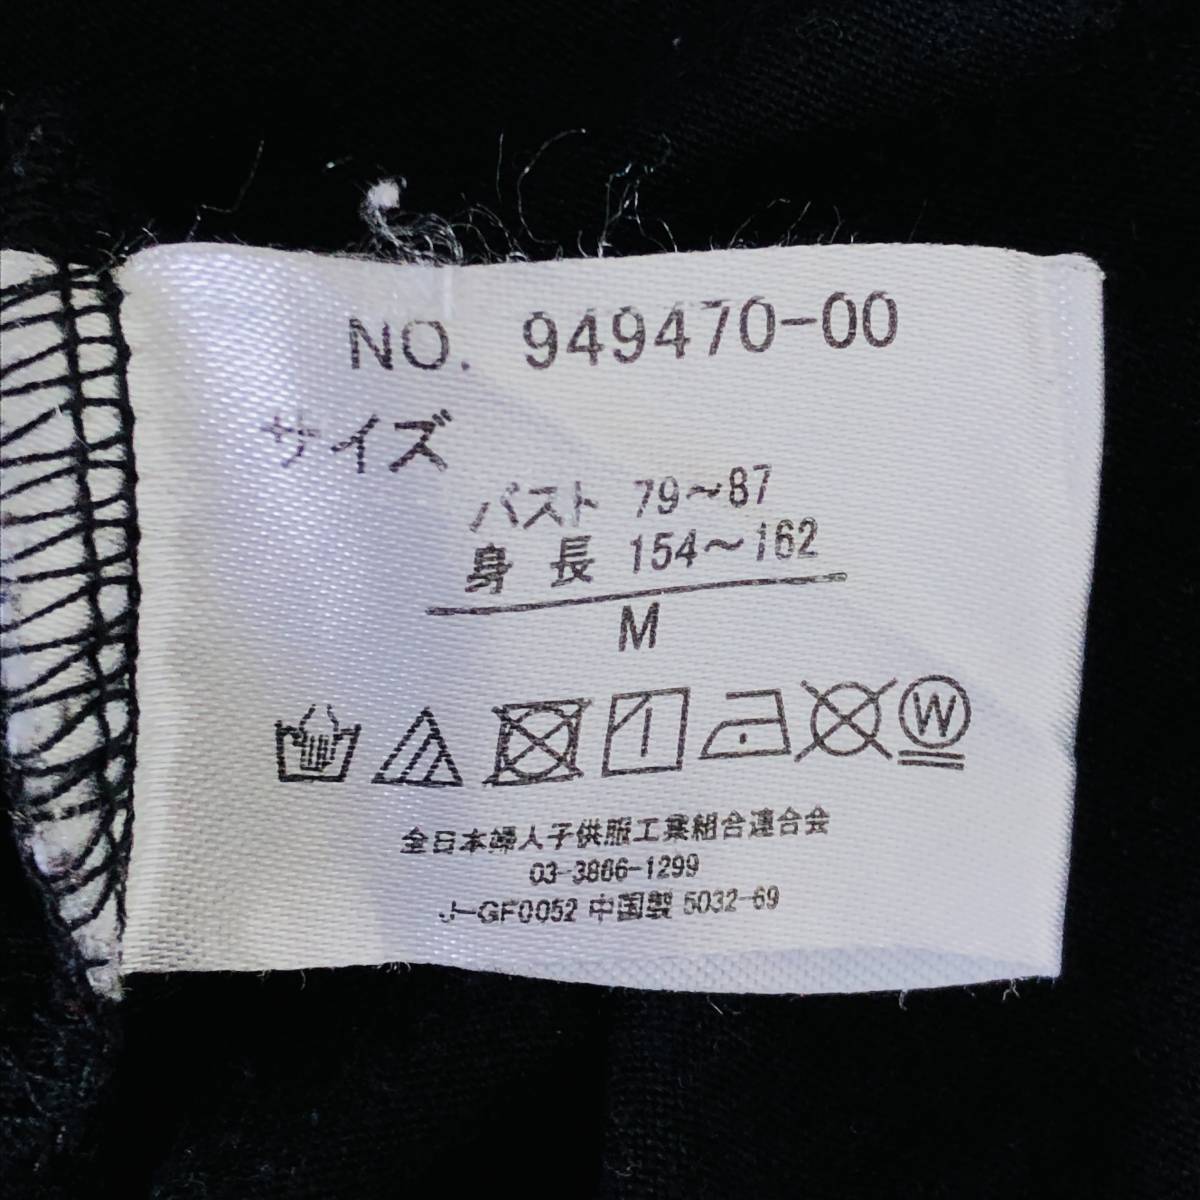 NO. 949470-00
サイズ
バスト 79～87
身長 154～162
M
W
全日本婦人子供服工業組合連合会
03-3866-1299
J-GF0052 中国製 5032-69